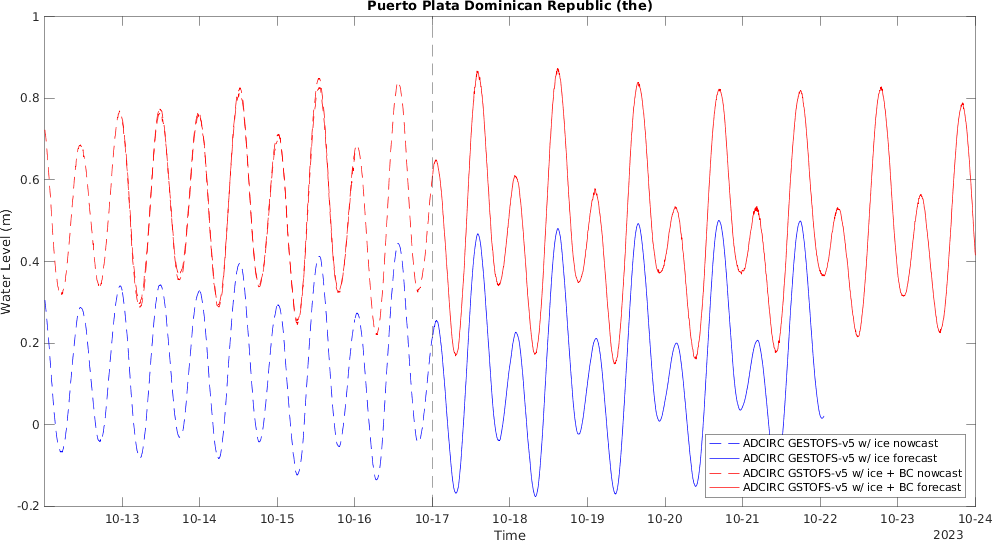 Puerto Plata Dominican Republic (the)
1
0.8
0.6
0.4
0.2
0
-0.2
Water Level (m)
10-13
10-14
10-15
10-16
10-17
10-18
10-19
10-20
10-21
10-22
10-23
10-24
Time
2023
ADCIRC GESTOFS-v5 w/ ice nowcast
ADCIRC GESTOFS-v5 w/ ice forecast
ADCIRC GSTOFS-v5 w/ ice + BC nowcast
ADCIRC GSTOFS-v5 w/ ice + BC forecast